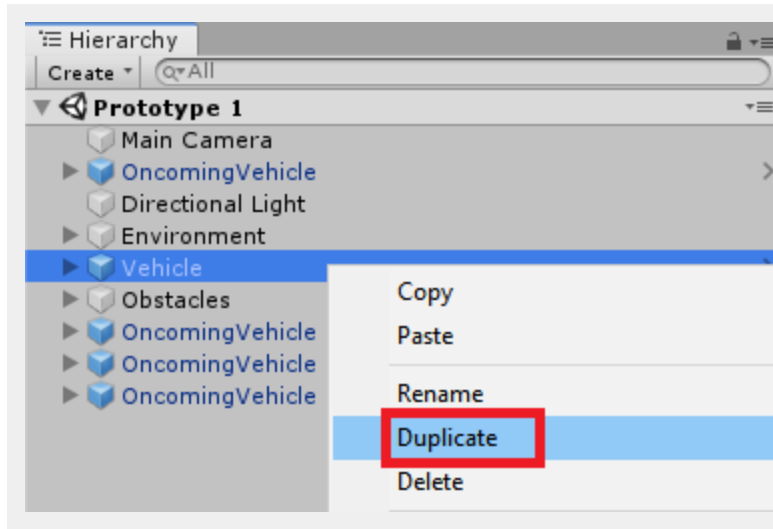 Hierarchy
Create
All
Prototype 1
Main Camera
OncomingVehicle
Directional Light
Environment
Vehicle
Obstacles
OncomingVehicle
OncomingVehicle
OncomingVehicle
Copy
Paste
Rename
Duplicate
Delete